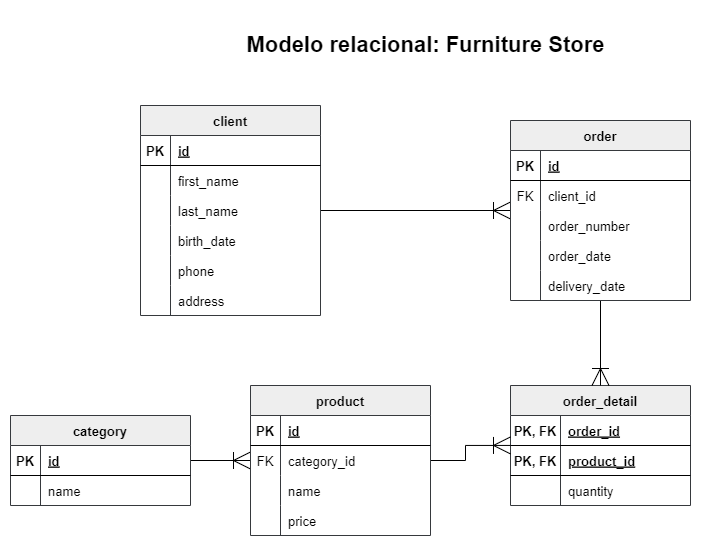 Modelo relacional: Furniture Store
client
PK id
first_name
last_name
birth_date
phone
address
order
PK id
FK client_id
order_number
order_date
delivery_date
category
PK id
name
product
PK id
FK category_id
name
price
order_detail
PK, FK order_id
PK, FK product_id
quantity